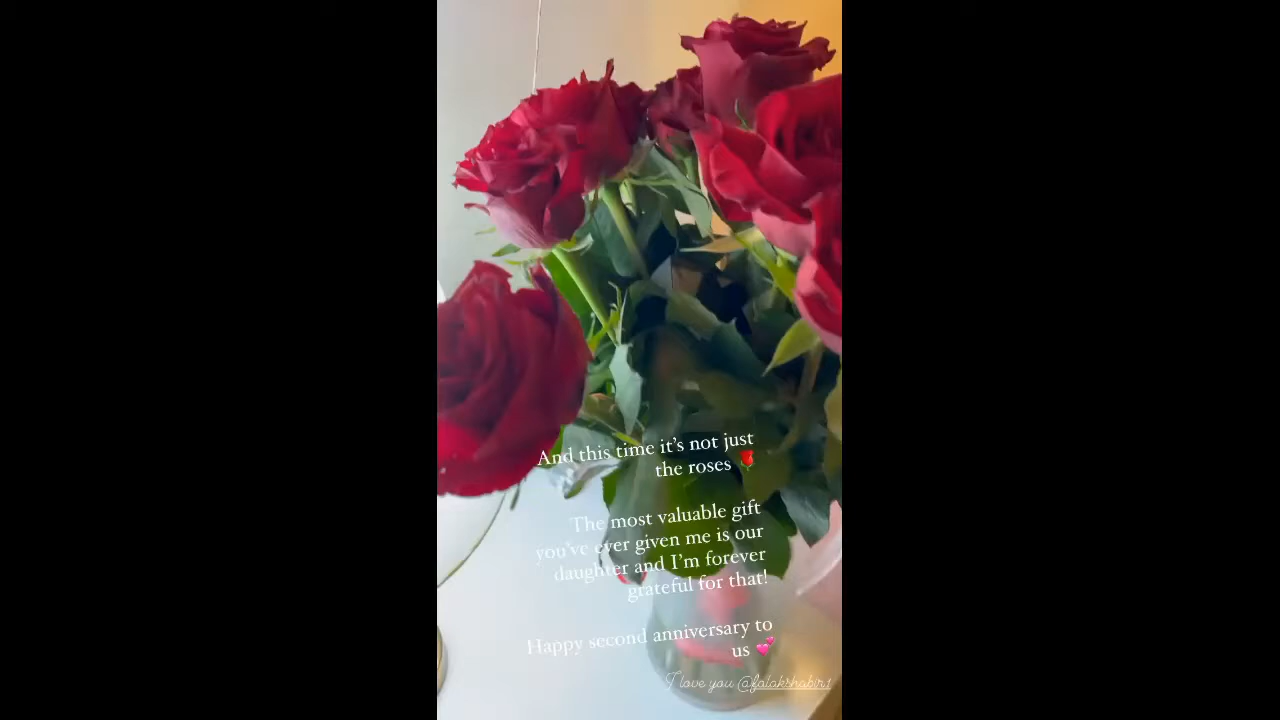 And this time it's not just
the roses 🌹
The most valuable gift
you've ever given me is our
daughter and I'm forever
grateful for that!
Happy second anniversary to
us 💕
I love you @falakshabir1